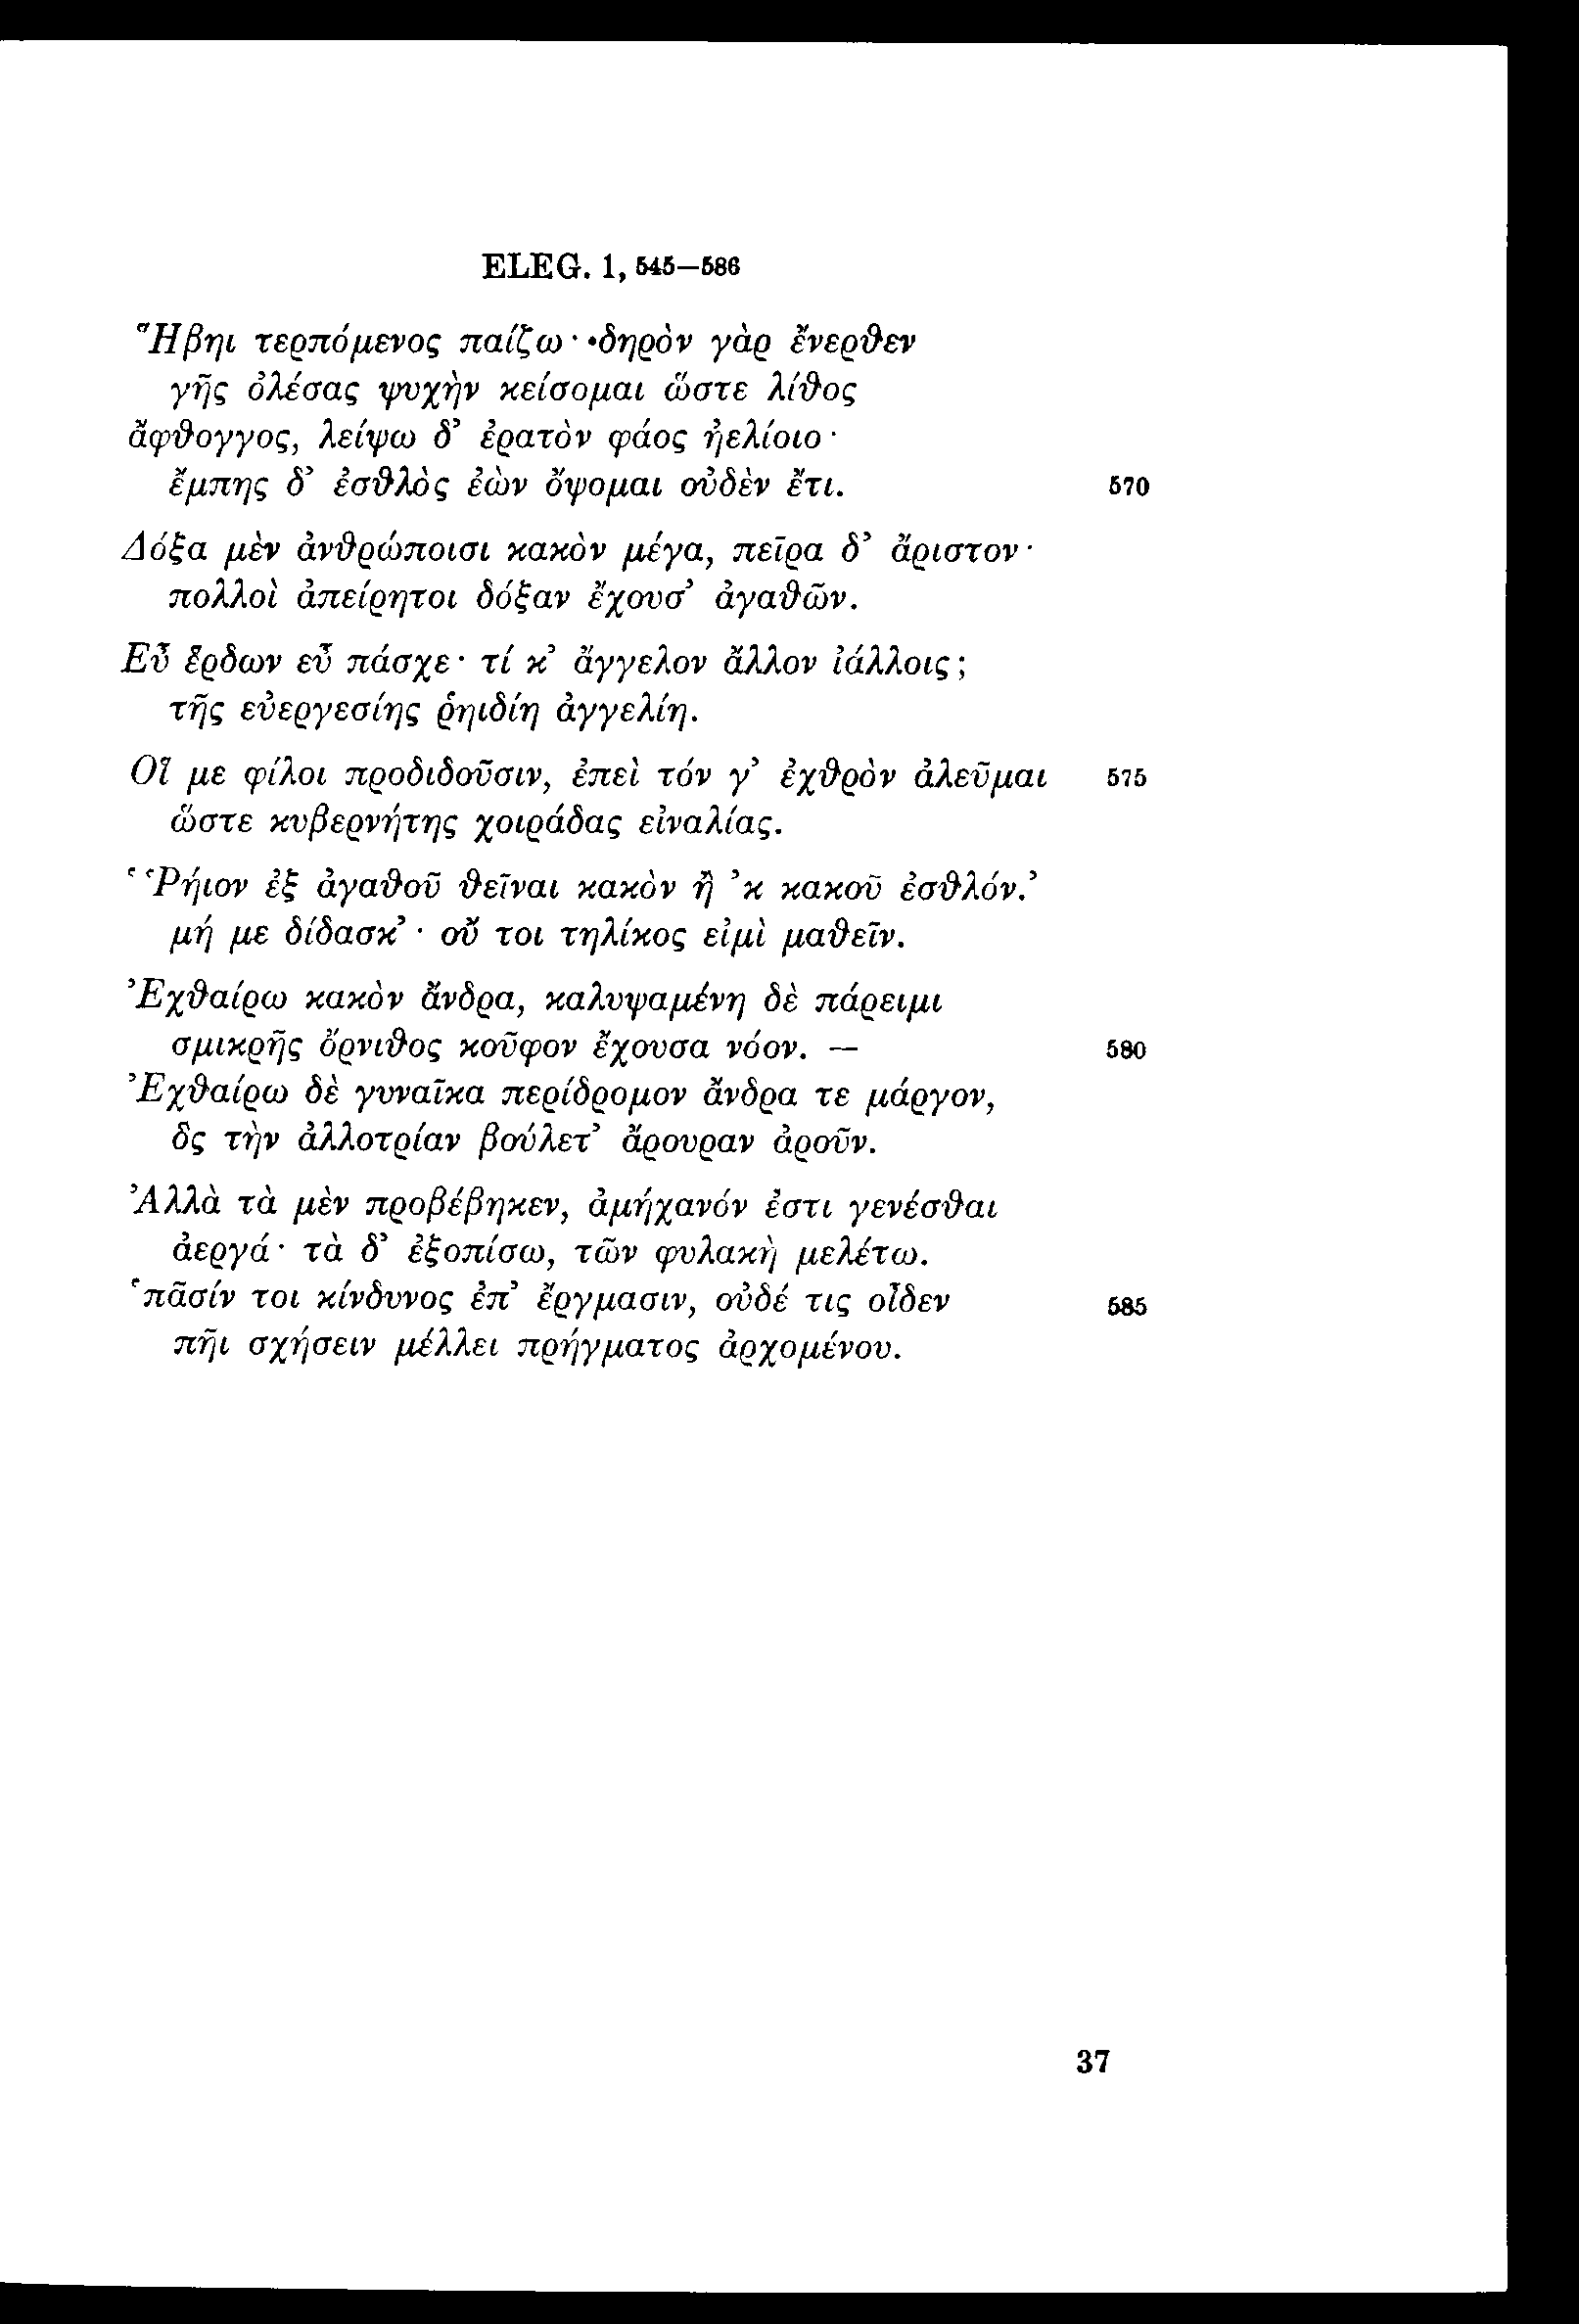 ELEG. 1, 545—586
Ἥβηι τερπόμενος παίζω· δηρὸν γὰρ ἔνερθεν
γῆς ὀλέσας ψυχὴν κείσομαι ὥστε λίθος
ἄφθογγος, λείψω δ’ ἐρατὸν φάος ἠελίοιο·
ἔμπης δ’ ἐσθλὸς ἐὼν ὄψομαι οὐδὲν ἔτι. 570
Δόξα μὲν ἀνθρώποισι κακὸν μέγα, πεῖρα δ’ ἄριστον·
πολλοὶ ἀπείρητοι δόξαν ἔχουσ’ ἀγαθῶν.
Εὖ ἔρδων εὖ πάσχε· τί κ’ ἄγγελον ἄλλον ἰάλλοις;
τῆς εὐεργεσίης ῥηιδίη ἀγγελίη.
Οἵ με φίλοι προδιδοῦσιν, ἐπεὶ τόν γ’ ἐχθρὸν ἀλεῦμαι 575
ὥστε κυβερνήτης χοιράδας εἰναλίας.
‘Ῥήιον ἐξ ἀγαθοῦ θεῖναι κακὸν ἢ ’κ κακοῦ ἐσθλόν.’
μή με δίδασκ’· οὔ τοι τηλίκος εἰμὶ μαθεῖν.
Ἐχθαίρω κακὸν ἄνδρα, καλυψαμένη δὲ πάρειμι
σμικρῆς ὄρνιθος κοῦφον ἔχουσα νόον. — 580
Ἐχθαίρω δὲ γυναῖκα περίδρομον ἄνδρα τε μάργον,
ὃς τὴν ἀλλοτρίαν βούλετ’ ἄρουραν ἀροῦν.
Ἀλλὰ τὰ μὲν προβέβηκεν, ἀμήχανόν ἐστι γενέσθαι
ἀεργά· τὰ δ’ ἐξοπίσω, τῶν φυλακὴ μελέτω.
‘πᾶσίν τοι κίνδυνος ἐπ’ ἔργμασιν, οὐδέ τις οἶδεν 585
πῆι σχήσειν μέλλει πρήγματος ἀρχομένου.
37